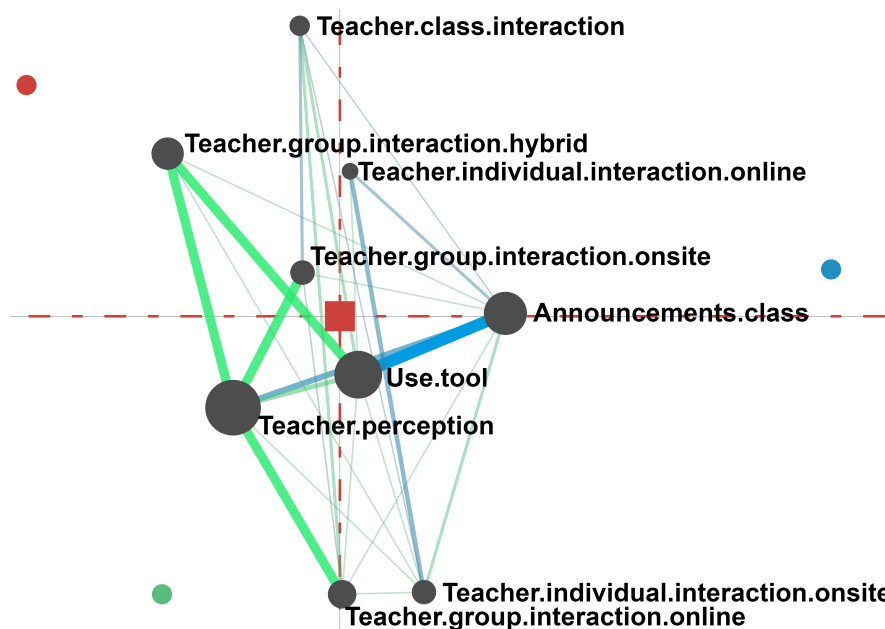 Teacher.class.interaction
Teacher.group.interaction.hybrid
Teacher.individual.interaction.online
Teacher.group.interaction.onsite
Announcements.class
Use.tool
Teacher.perception
Teacher.individual.interaction.onsite
Teacher.group.interaction.online